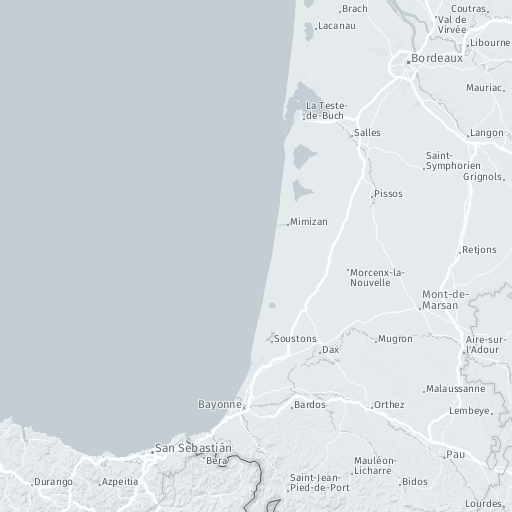 Brach
Coutras
Lacanau
Val de
Virvée
Libourne
Bordeaux
Mauriac
La Teste-
de-Buch
Salles
Langon
Saint-
Symphorien
Grignols
Pissos
Mimizan
Retjons
Morcenx-la-
Nouvelle
Mont-de-
Marsan
Soustons
Dax
Mugron
Aire-sur-
l'Adour
Malaussanne
Bayonne
Bardos
Orthez
Lembeye
San Sebastián
Bera
Pau
Mauléon-
Licharre
Saint-Jean-
Pied-de-Port
Bidos
Durango
Azpeitia
Lourdes